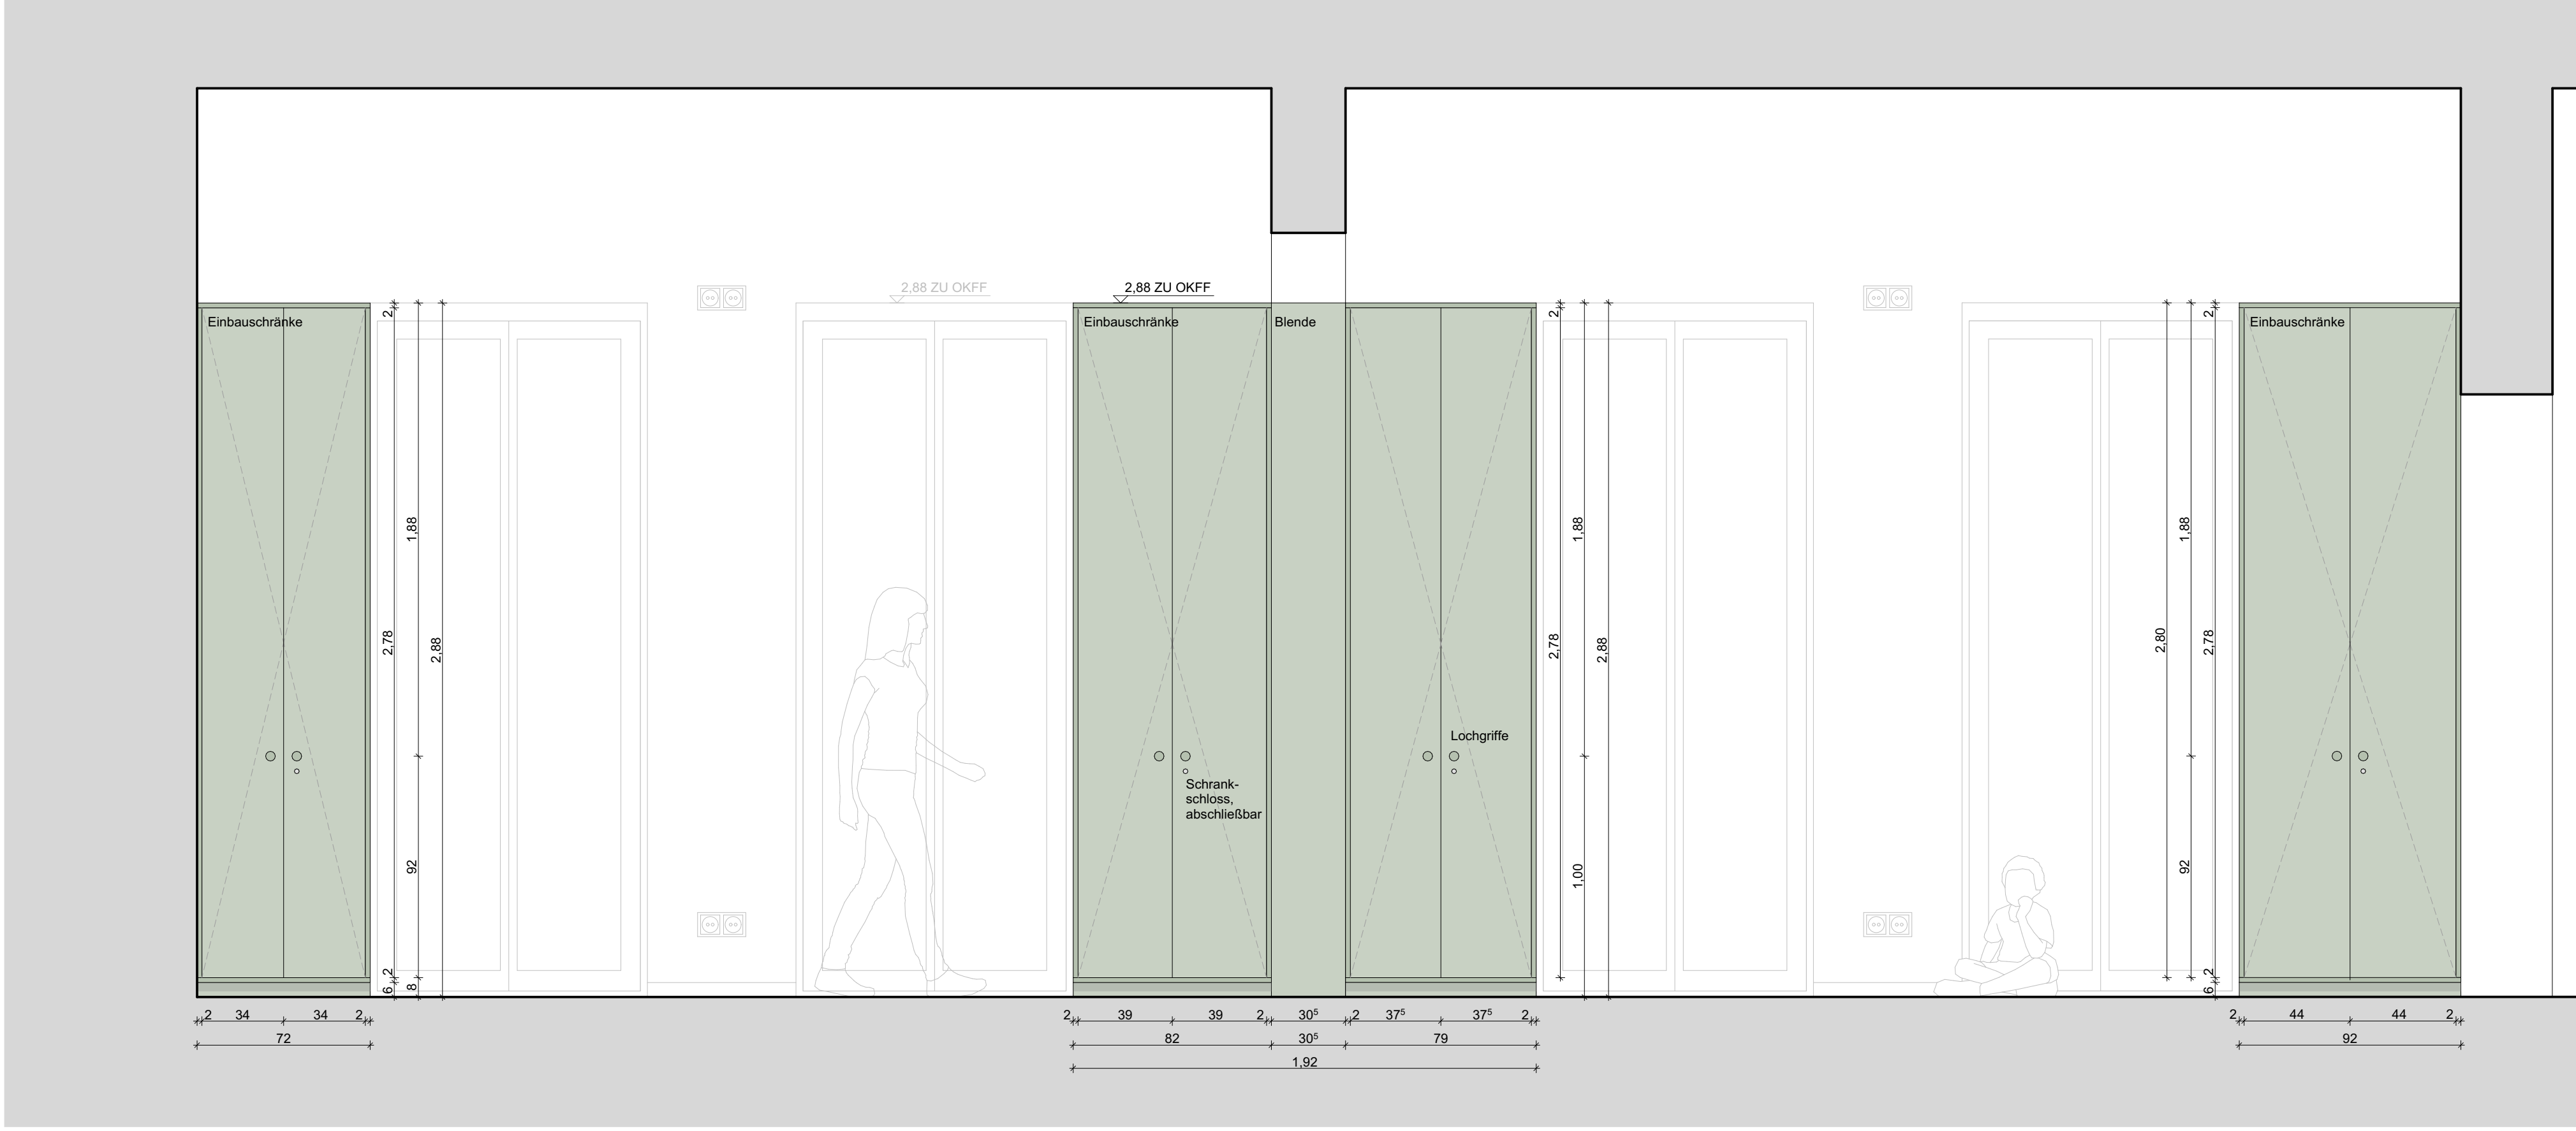 2,88 ZU OKFF
2,88 ZU OKFF
Einbauschränke
Einbauschränke
Blende
Einbauschränke
2
2
2
1,88
1,88
1,88
2,78
2,88
2,78
2,88
2,80
2,78
Lochgriffe
Schrank-
schloss,
abschließbar
92
1,00
92
2
6
8
2
6
2 34 34 2
2 39 39 2 30⁵ 2 37⁵ 37⁵ 2
2 44 44 2
72
82 30⁵ 79
92
1,92